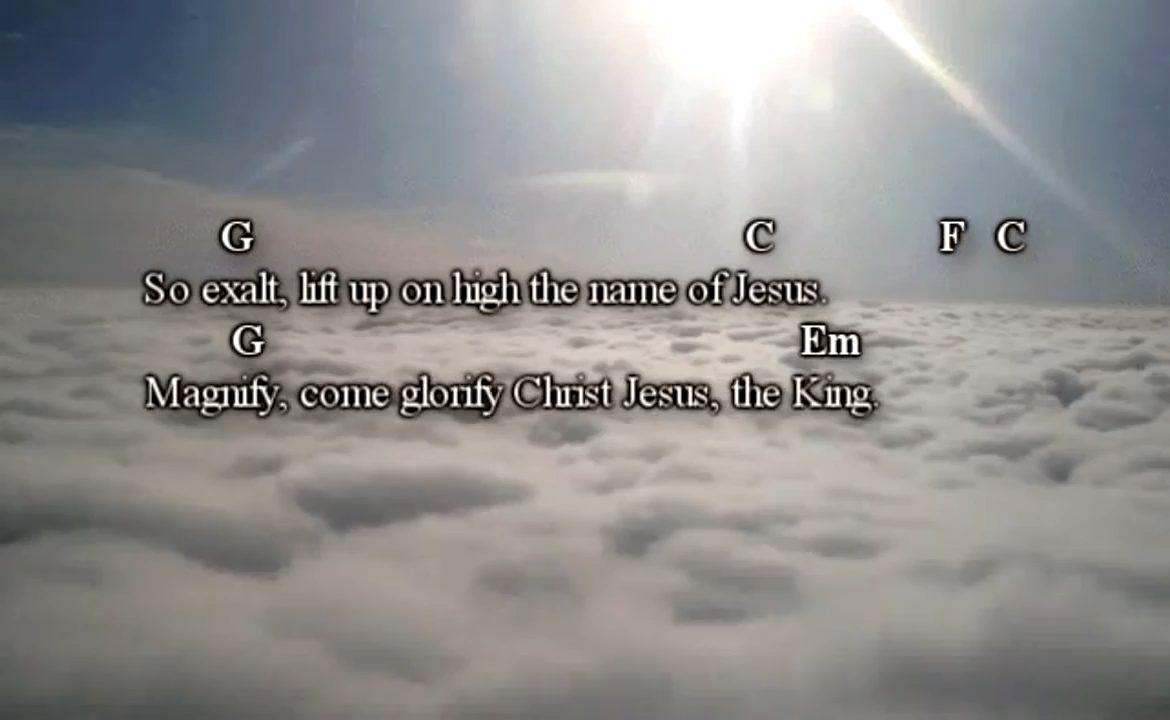 G C F C
So exalt, lift up on high the name of Jesus.
G Em
Magnify, come glorify Christ Jesus, the King.